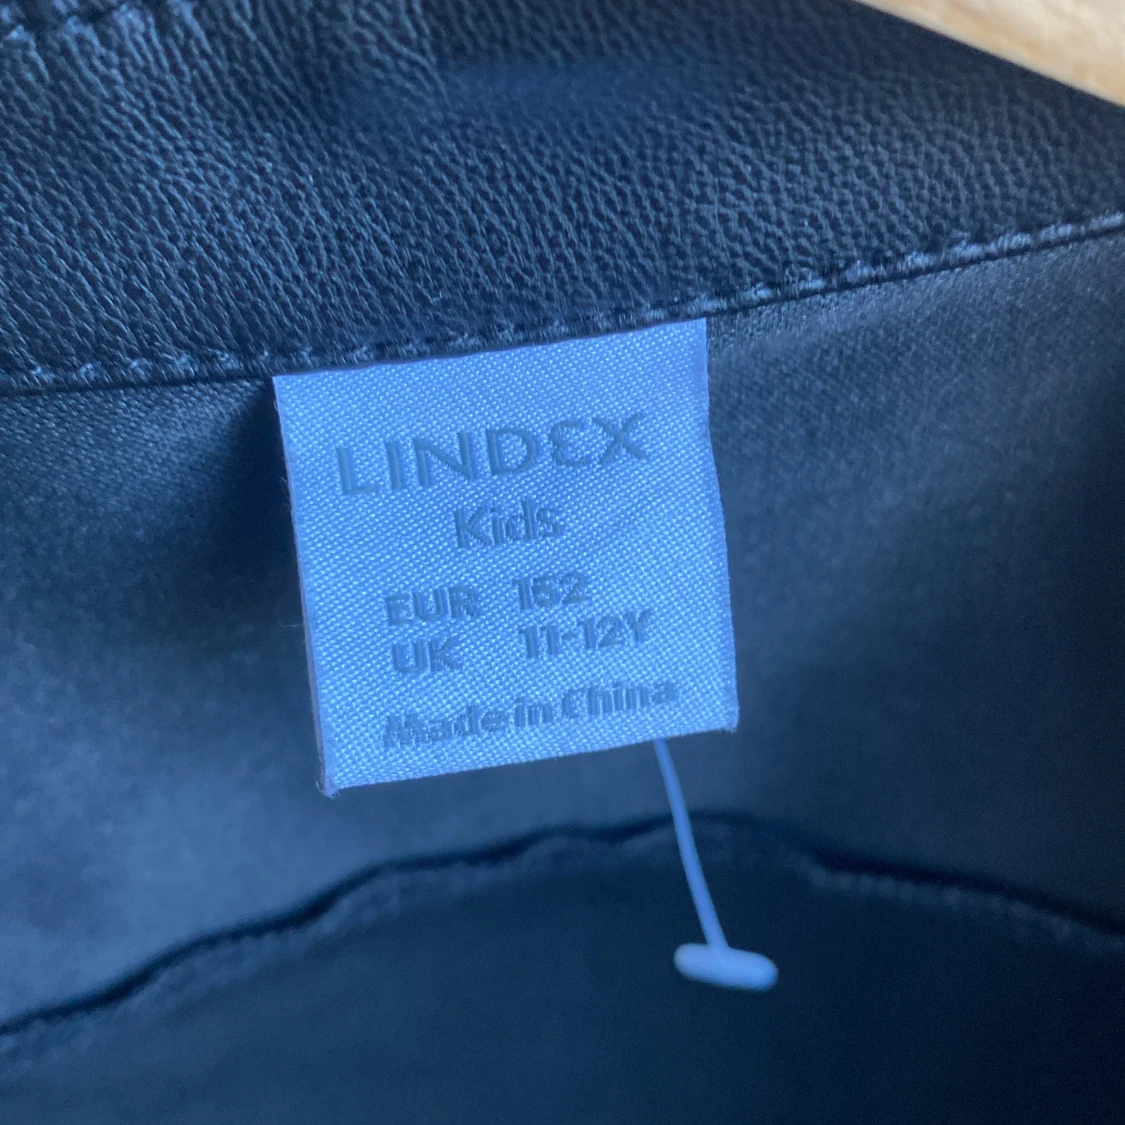 LINDEX
Kids
EUR 152
UK 11-12Y
Made in China